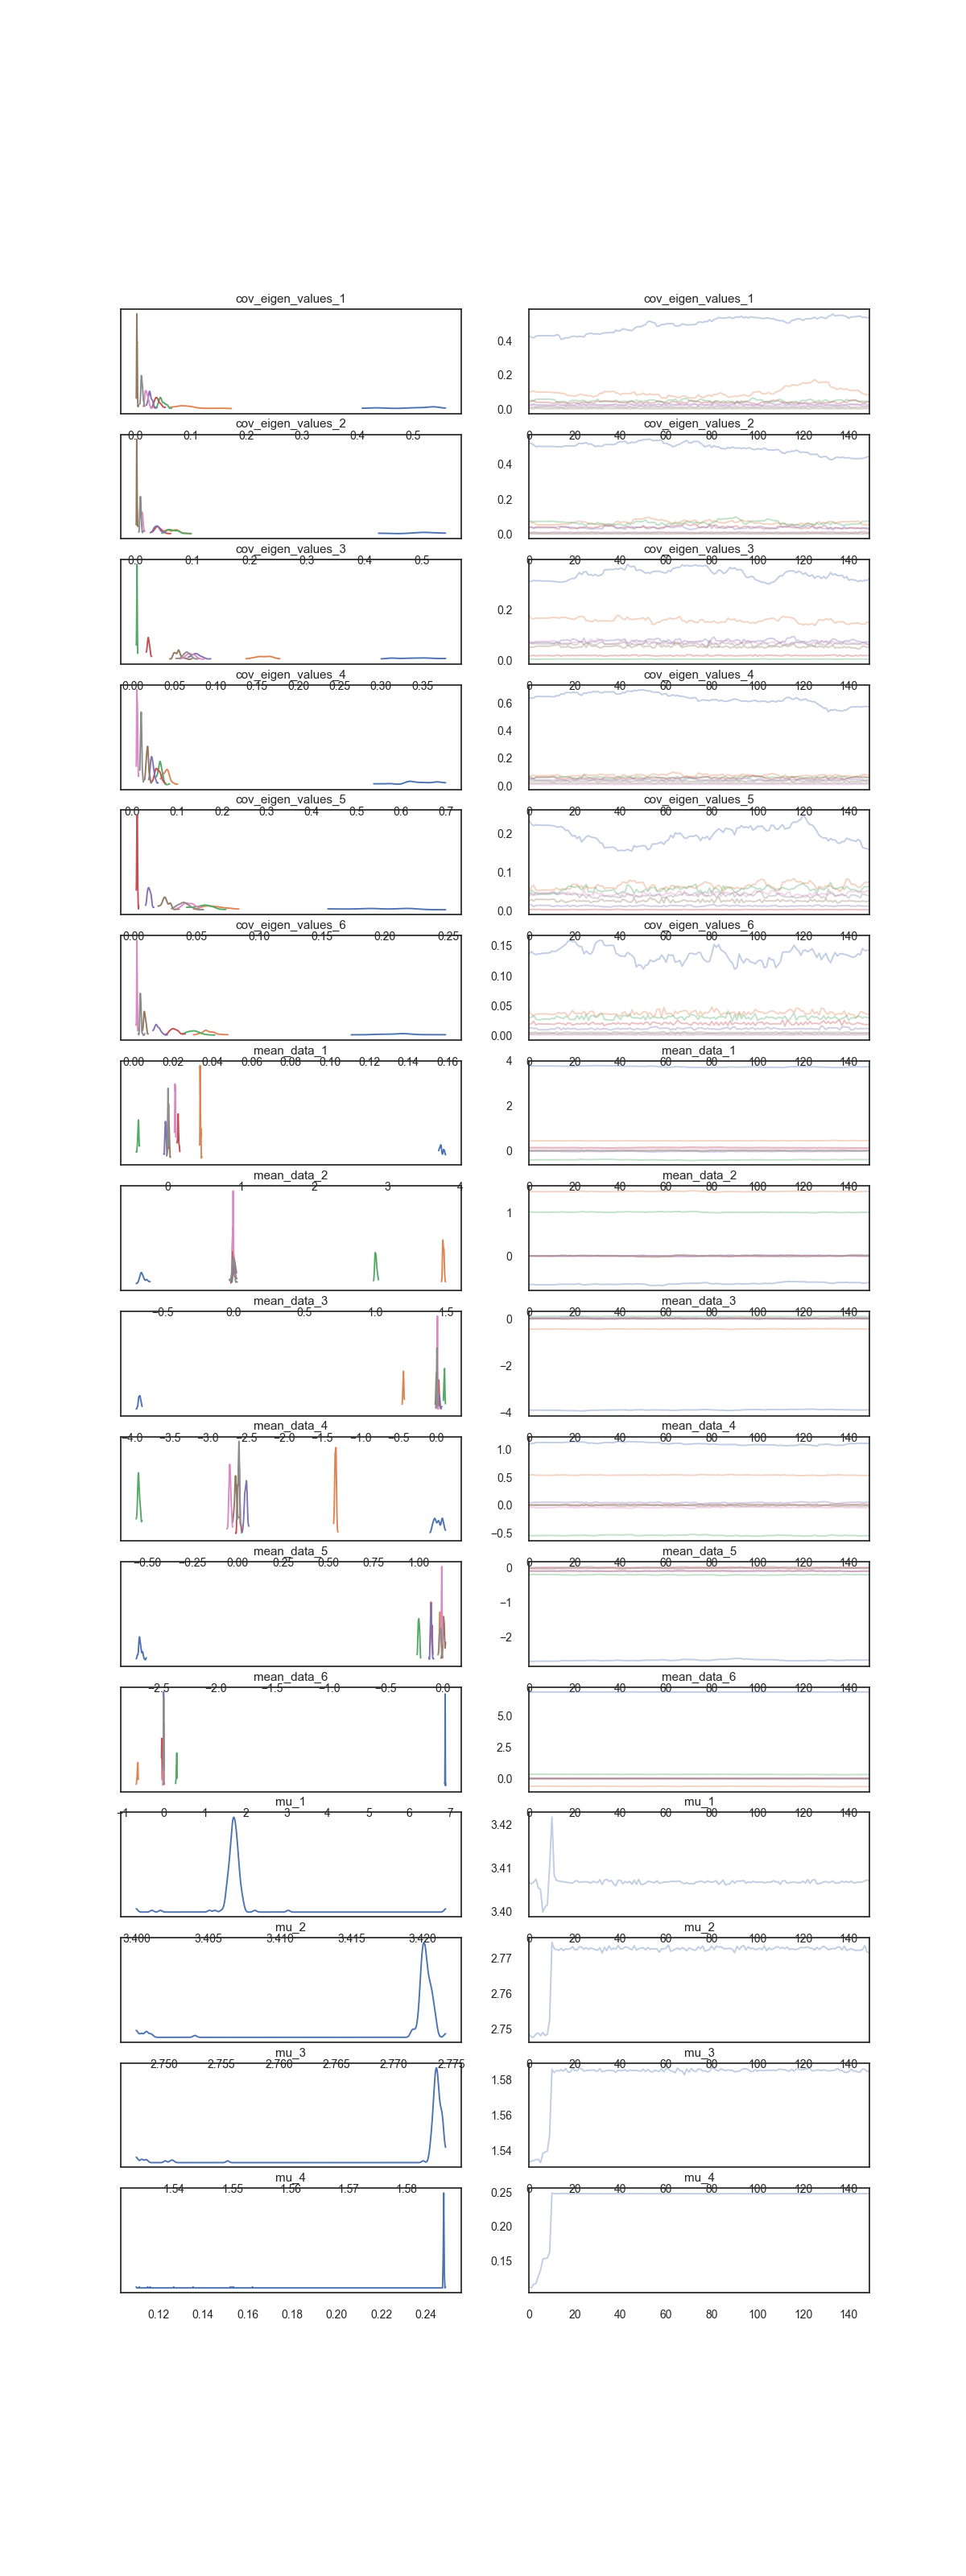 cov_eigen_values_1 cov_eigen_values_1
0.4
0.2
0.0
cov_eigen_values_2 cov_eigen_values_2
0.0 0.1 0.2 0.3 0.4 0.5 0 20 40 60 80 100 120 140
0.4
0.2
0.0
cov_eigen_values_3 cov_eigen_values_3
0.0 0.1 0.2 0.3 0.4 0.5 0 20 40 60 80 100 120 140
0.2
0.0
cov_eigen_values_4 cov_eigen_values_4
0.00 0.05 0.10 0.15 0.20 0.25 0.30 0.35 0 20 40 60 80 100 120 140
0.6
0.4
0.2
0.0
cov_eigen_values_5 cov_eigen_values_5
0.0 0.1 0.2 0.3 0.4 0.5 0.6 0.7 0 20 40 60 80 100 120 140
0.2
0.1
0.0
cov_eigen_values_6 cov_eigen_values_6
0.00 0.05 0.10 0.15 0.20 0.25 0 20 40 60 80 100 120 140
0.15
0.10
0.05
0.00
mean_data_1 mean_data_1
0.00 0.02 0.04 0.06 0.08 0.10 0.12 0.14 0.16 0 20 40 60 80 100 120 140
4
2
0
mean_data_2 mean_data_2
0 1 2 3 4 0 20 40 60 80 100 120 140
1
0
mean_data_3 mean_data_3
−0.5 0.0 0.5 1.0 1.5 0 20 40 60 80 100 120 140
0
−2
−4
mean_data_4 mean_data_4
−4.0 −3.5 −3.0 −2.5 −2.0 −1.5 −1.0 −0.5 0.0 0 20 40 60 80 100 120 140
1.0
0.5
0.0
−0.5
mean_data_5 mean_data_5
−0.50 −0.25 0.00 0.25 0.50 0.75 1.00 0 20 40 60 80 100 120 140
0
−1
−2
mean_data_6 mean_data_6
−2.5 −2.0 −1.5 −1.0 −0.5 0.0 0 20 40 60 80 100 120 140
5.0
2.5
0.0
mu_1 mu_1
−1 0 1 2 3 4 5 6 7 0 20 40 60 80 100 120 140
3.42
3.41
3.40
mu_2 mu_2
3.400 3.405 3.410 3.415 3.420 0 20 40 60 80 100 120 140
2.77
2.76
2.75
mu_3 mu_3
2.750 2.755 2.760 2.765 2.770 2.775 0 20 40 60 80 100 120 140
1.58
1.56
1.54
mu_4 mu_4
1.54 1.55 1.56 1.57 1.58 0 20 40 60 80 100 120 140
0.25
0.20
0.15
0.12 0.14 0.16 0.18 0.20 0.22 0.24 0 20 40 60 80 100 120 140